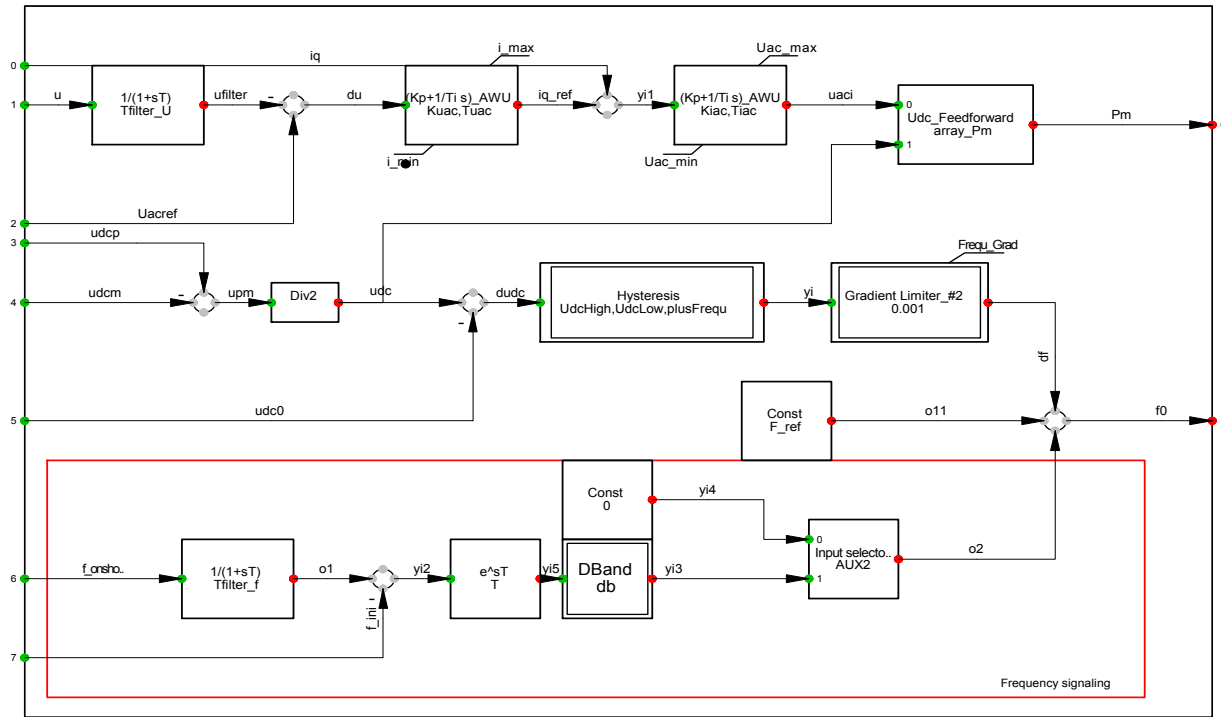 i_max
Uac_max
0
iq
1
u
1/(1+sT)
Tfilter_U
ufilter
-
du
(Kp+1/Ti s)_AWU
Kuac,Tuac
iq_ref
yi1
(Kp+1/Ti s)_AWU
Kiac,Tiac
uaci
0
Udc_Feedforward
array_Pm
1
Pm
i_min
Uac_min
2
Uacref
3
udcp
Frequ_Grad
4
udcm
-
upm
Div2
udc
-
dudc
Hysteresis
UdcHigh,UdcLow,plusFrequ
yi
Gradient Limiter_#2
0.001
df
5
udc0
Const
F_ref
o11
f0
Const
0
yi4
0
Input selecto..
AUX2
1
o2
6
f_onsho..
1/(1+sT)
Tfilter_f
o1
-
yi2
e^sT
T
yi5
DBand
db
yi3
f_ini
7
Frequency signaling